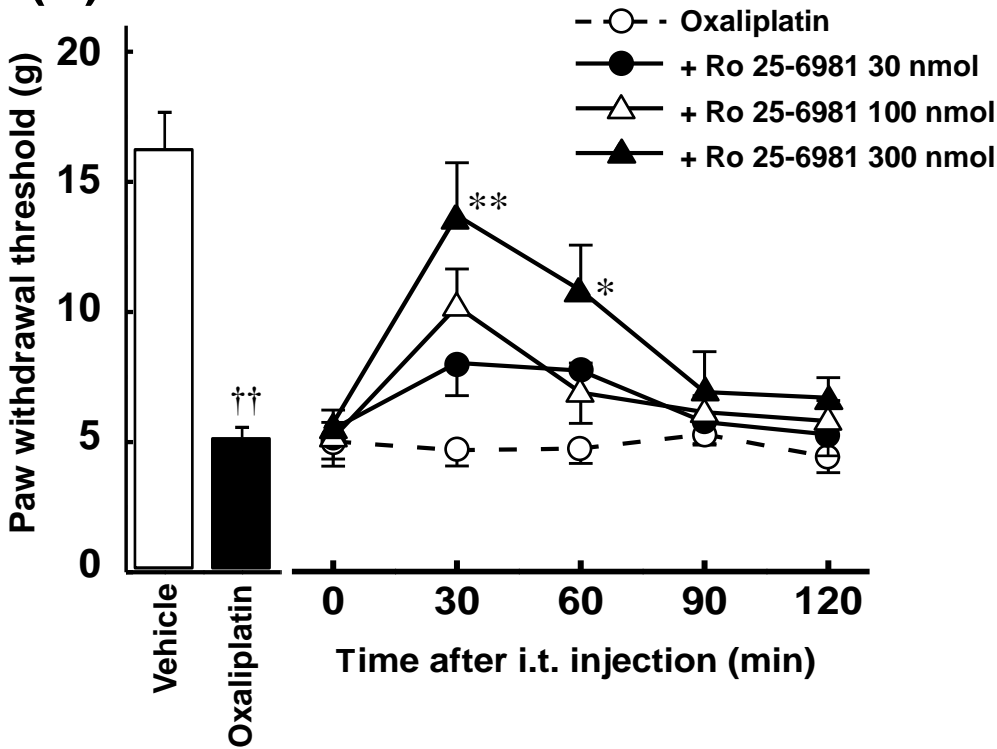 Oxaliplatin
+ Ro 25-6981 30 nmol
+ Ro 25-6981 100 nmol
+ Ro 25-6981 300 nmol
Paw withdrawal threshold (g)
20
15
10
5
0
††
**
*
Vehicle
Oxaliplatin
0 30 60 90 120
Time after i.t. injection (min)